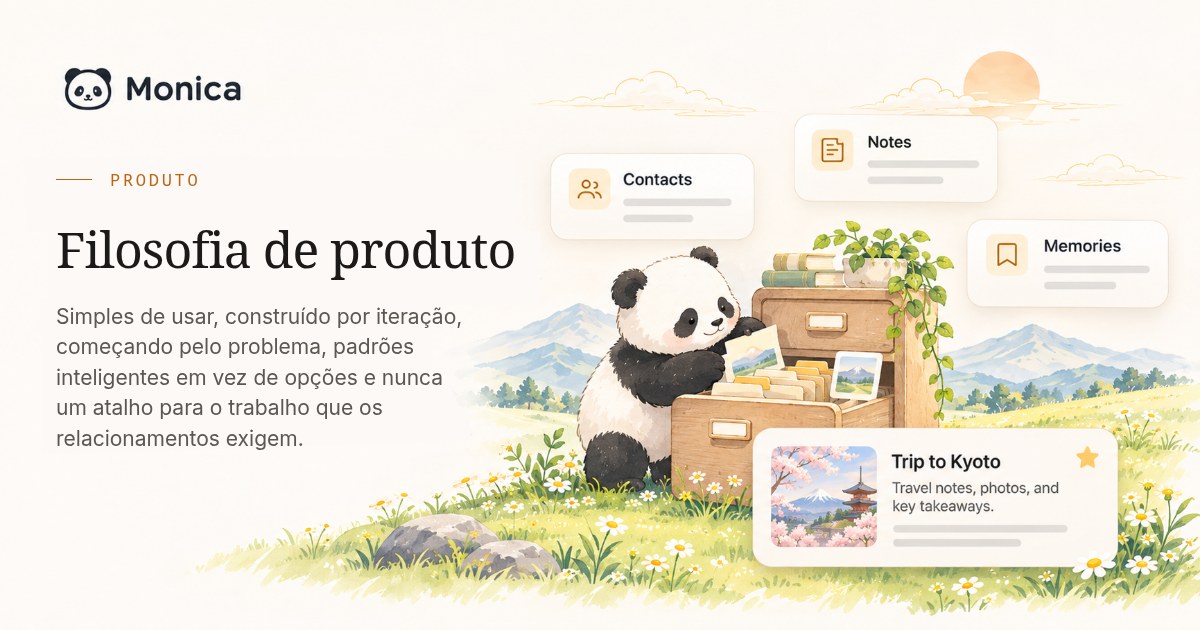 Monica
PRODUTO
Filosofia de produto
Simples de usar, construído por iteração,
começando pelo problema, padrões
inteligentes em vez de opções e nunca
um atalho para o trabalho que os
relacionamentos exigem.
Contacts
Notes
Memories
Trip to Kyoto
Travel notes, photos, and
key takeaways.